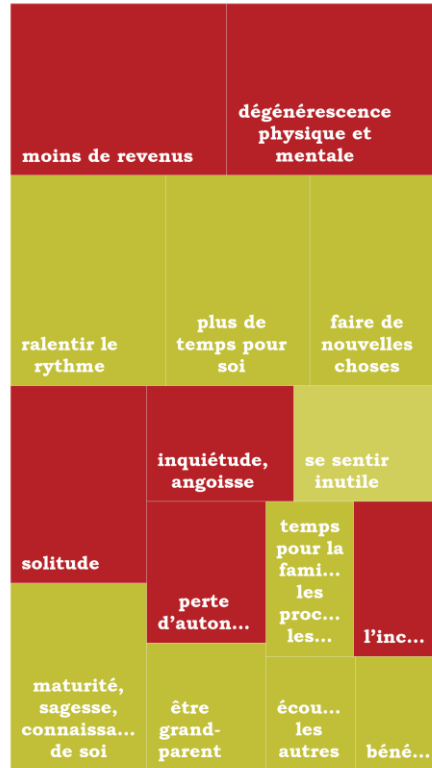 moins de revenus
dégénérescence
physique et
mentale
ralentir le
rythme
plus de
temps pour
soi
faire de
nouvelles
choses
solitude
inquiétude,
angoisse
se sentir
inutile
perte
d'auton...
temps
pour la
fami...
les
proc...
les...
l'inc...
maturité,
sagesse,
connaissa...
de soi
être
grand-
parent
écou...
les
autres
béné...